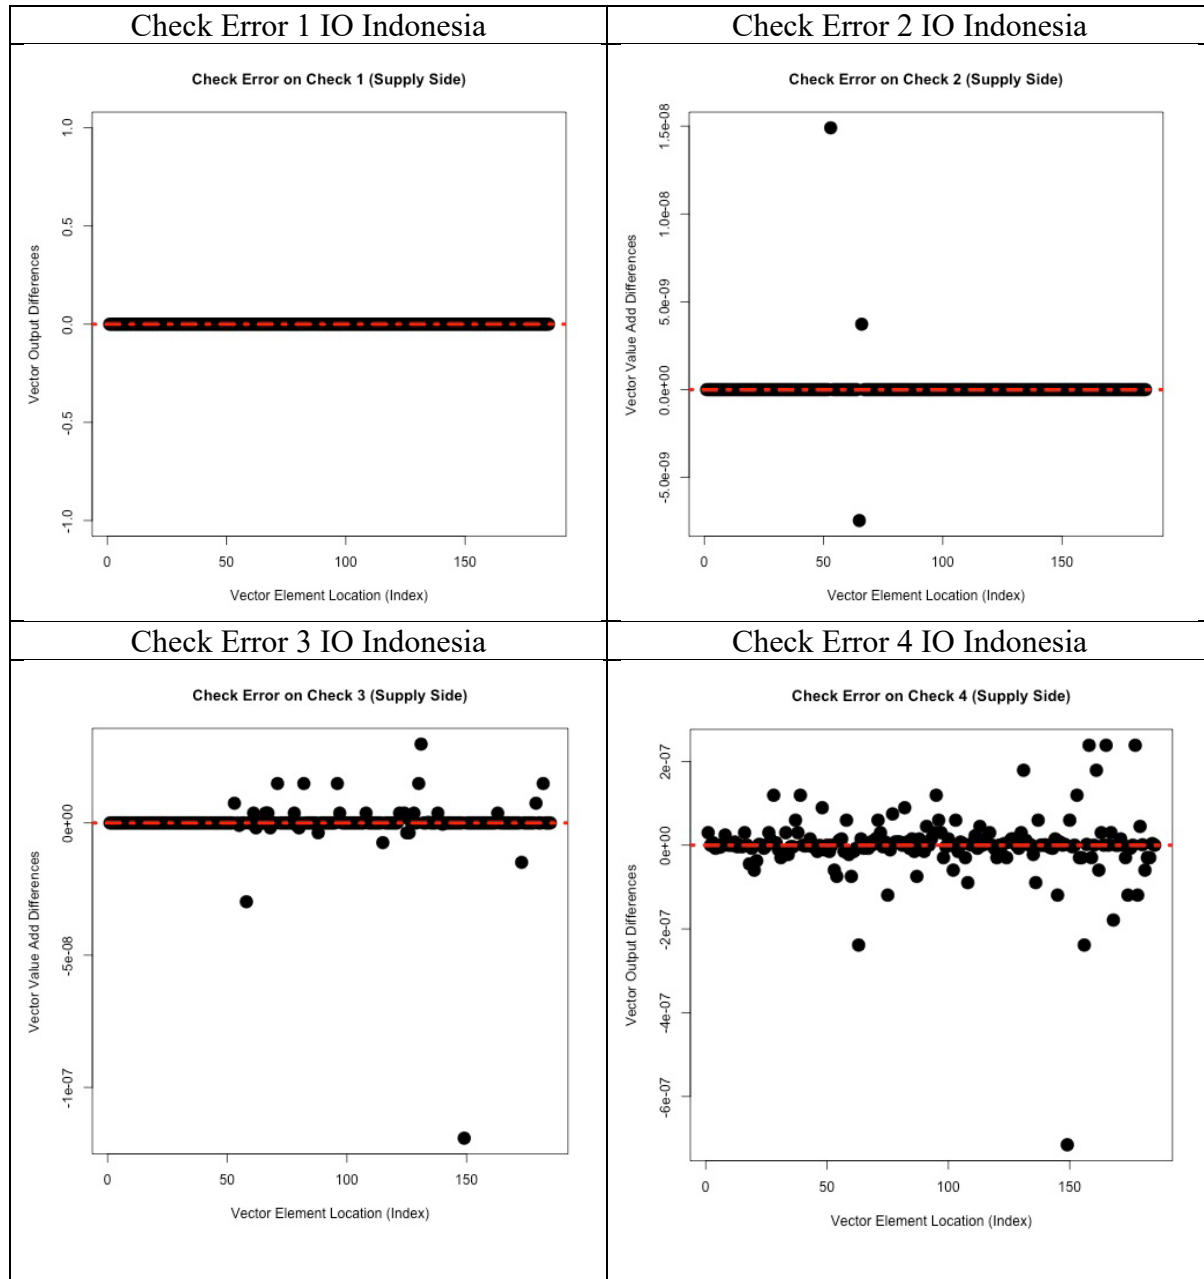 Check Error 1 IO Indonesia
Check Error 2 IO Indonesia
Check Error on Check 1 (Supply Side)
Vector Output Differences
1.0
0.5
0.0
-0.5
-1.0
0 50 100 150
Vector Element Location (Index)
Check Error on Check 2 (Supply Side)
Vector Value Add Differences
1.5e-08
1.0e-08
5.0e-09
0.0e+00
-5.0e-09
0 50 100 150
Vector Element Location (Index)
Check Error 3 IO Indonesia
Check Error 4 IO Indonesia
Check Error on Check 3 (Supply Side)
Vector Value Add Differences
0e+00
-5e-08
-1e-07
0 50 100 150
Vector Element Location (Index)
Check Error on Check 4 (Supply Side)
Vector Output Differences
2e-07
0e+00
-2e-07
-4e-07
-6e-07
0 50 100 150
Vector Element Location (Index)